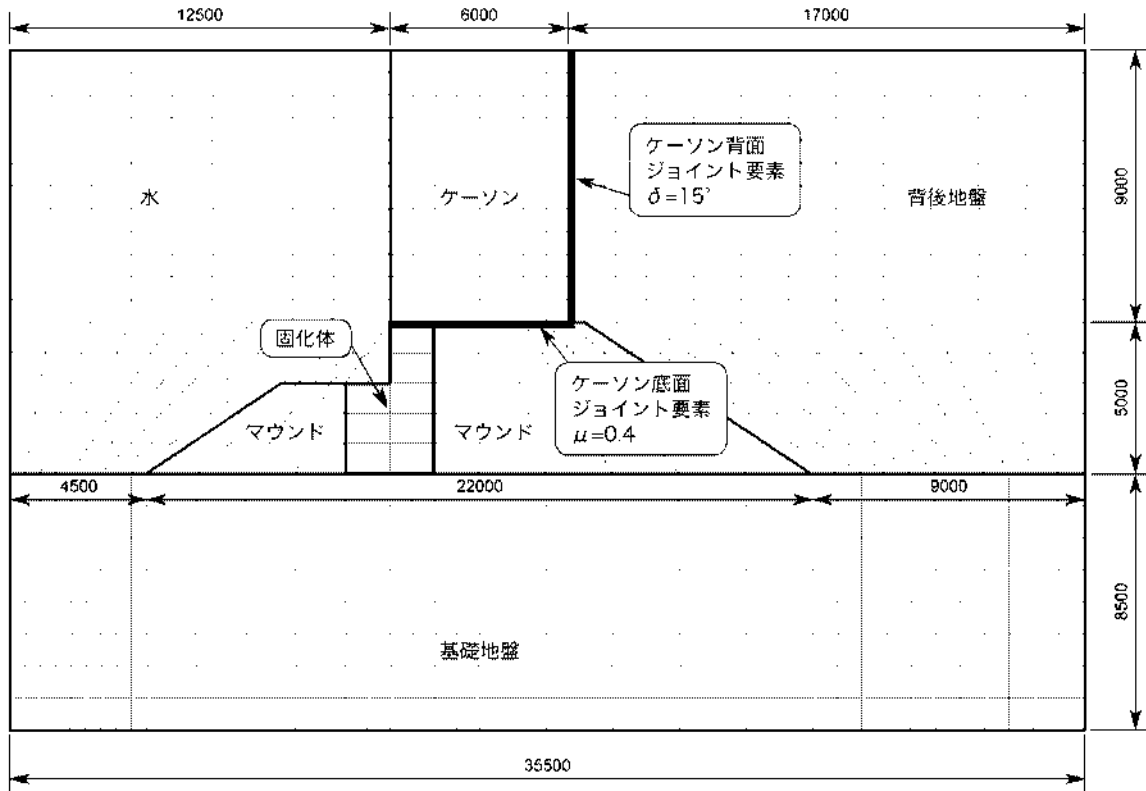 12500
6000
17000
ケーソン背面
ジョイント要素
δ=15°
水
ケーソン
背後地盤
9000
固化体
ケーソン底面
ジョイント要素
μ=0.4
マウンド
マウンド
5000
4500
22000
9000
基礎地盤
8500
35500